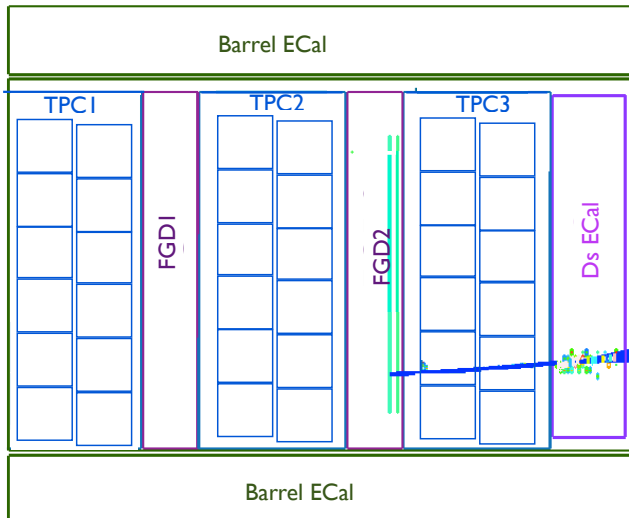 Barrel ECal
TPC1
TPC2
TPC3
FGD1
FGD2
Ds ECal
Barrel ECal